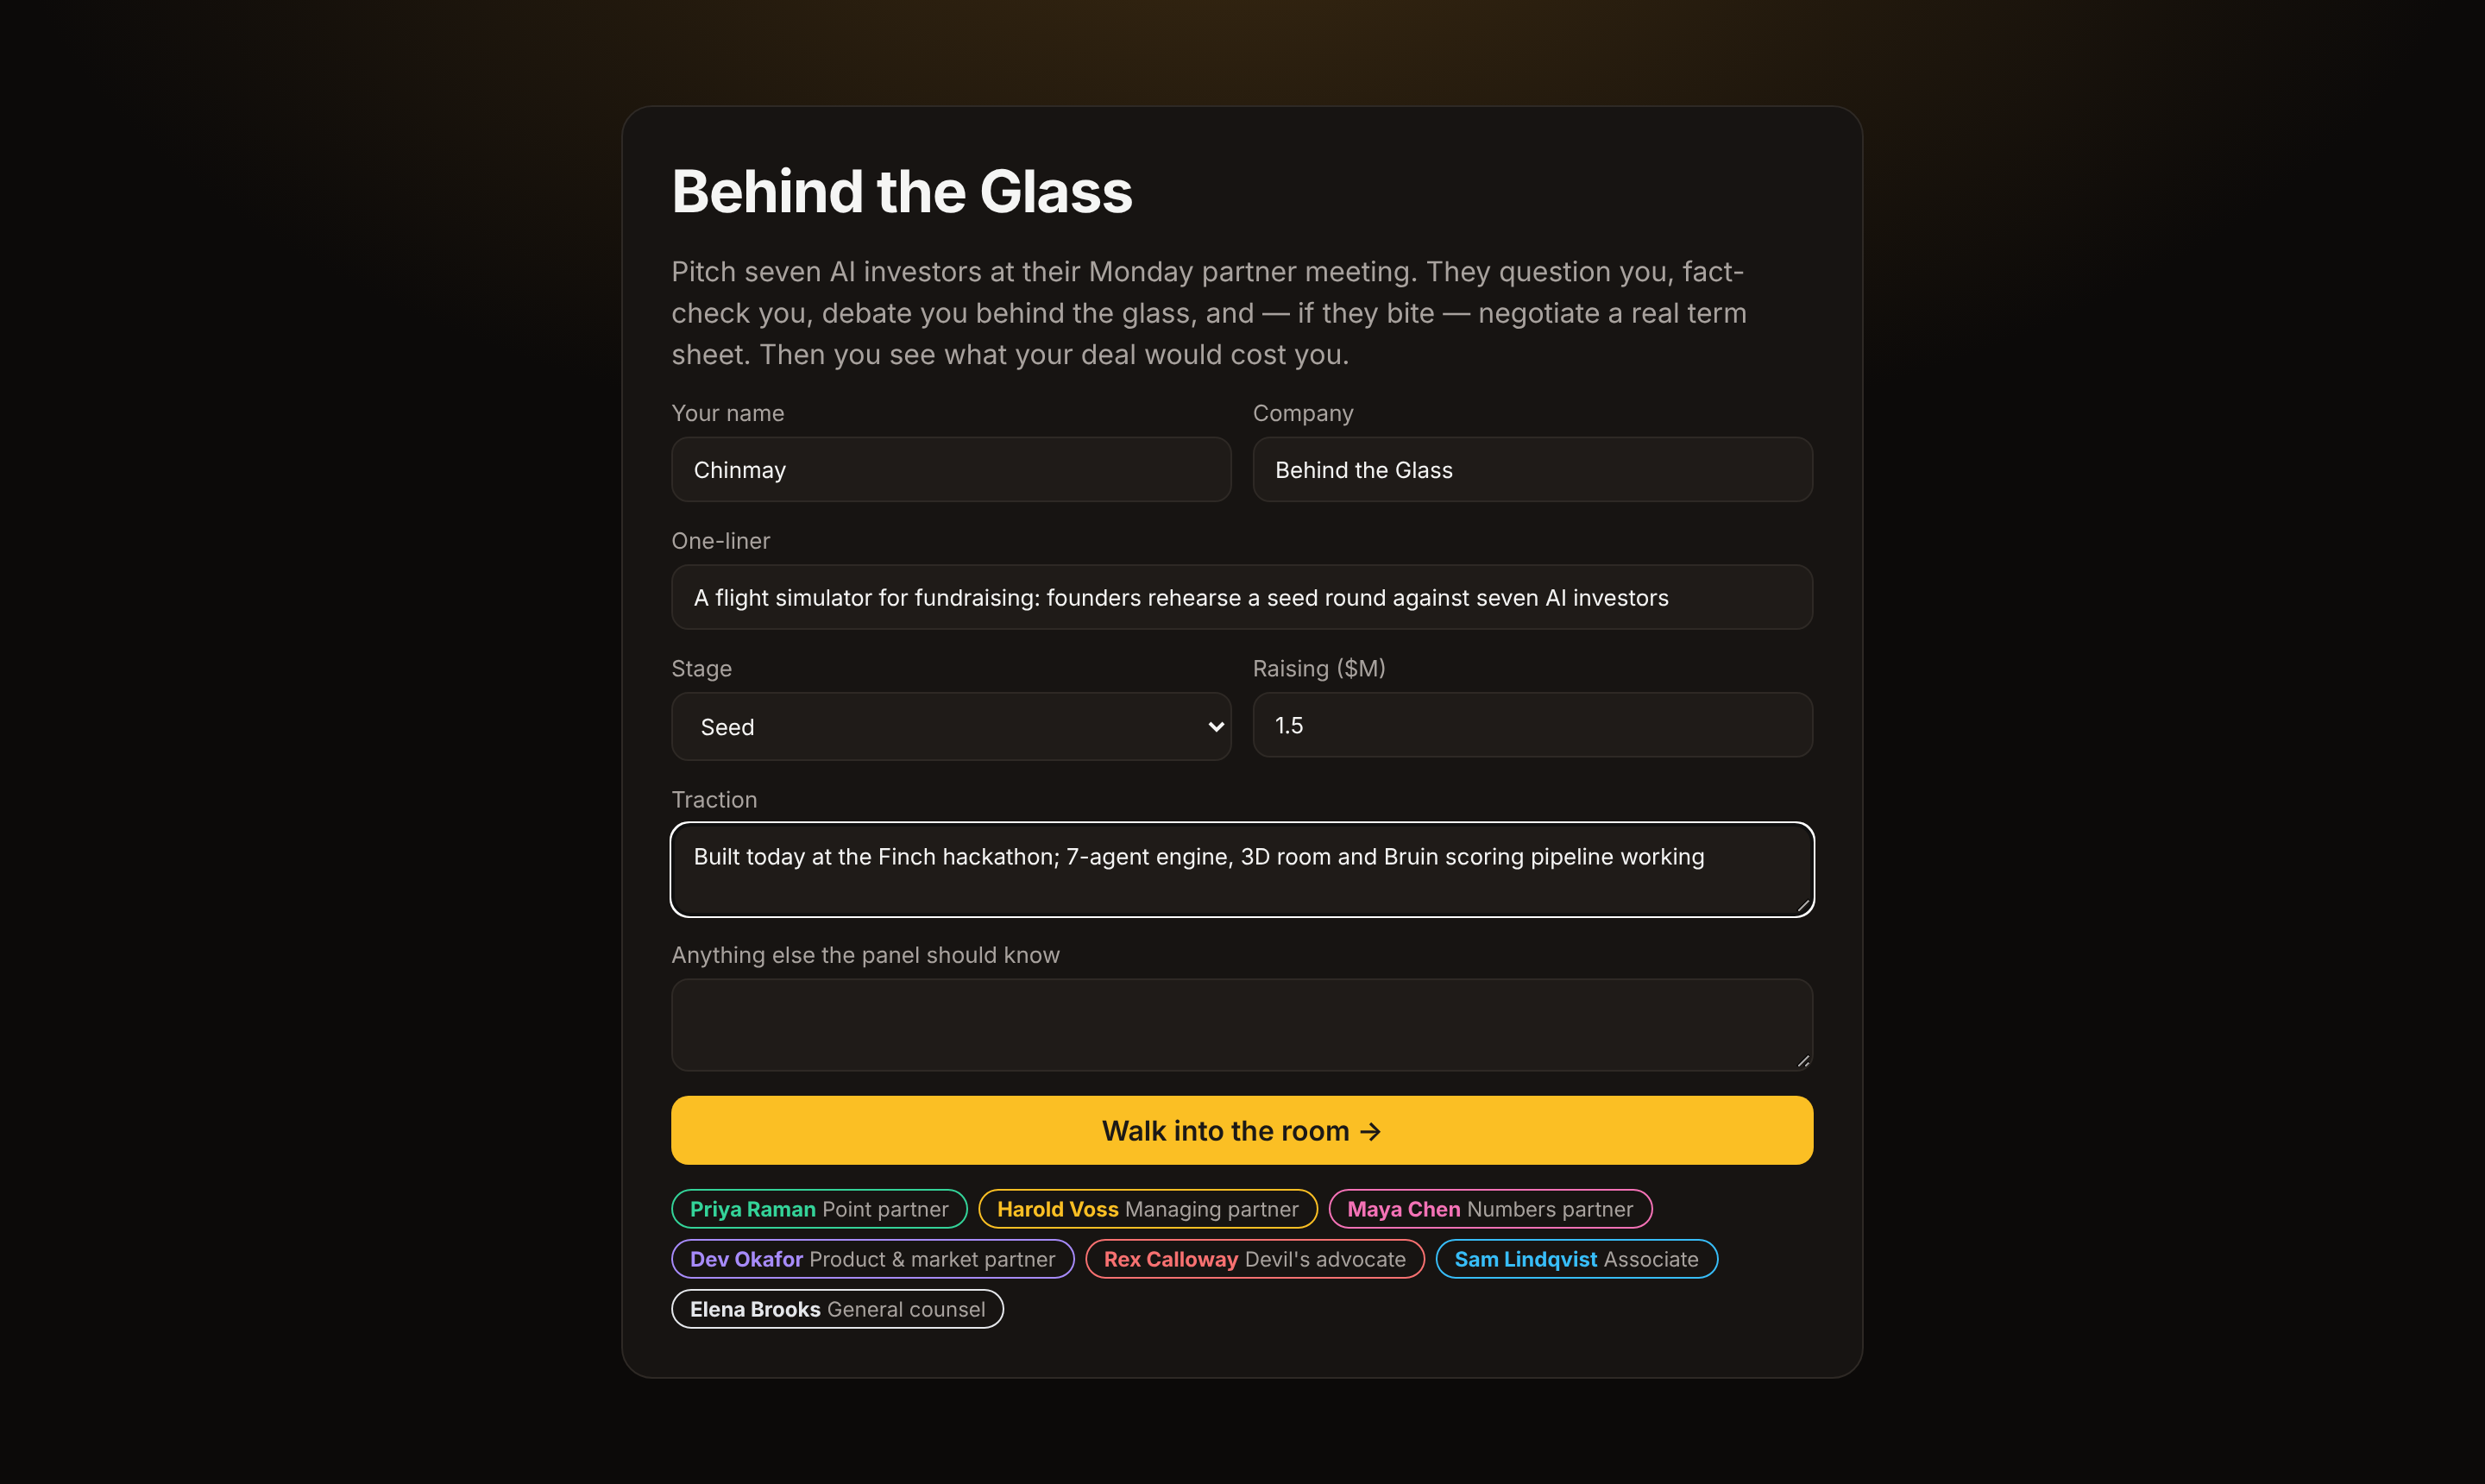 Behind the Glass
Pitch seven AI investors at their Monday partner meeting. They question you, fact-
check you, debate you behind the glass, and — if they bite — negotiate a real term
sheet. Then you see what your deal would cost you.
Your name
Company
Chinmay
Behind the Glass
One-liner
A flight simulator for fundraising: founders rehearse a seed round against seven AI investors
Stage
Raising ($M)
Seed
1.5
Traction
Built today at the Finch hackathon; 7-agent engine, 3D room and Bruin scoring pipeline working
Anything else the panel should know
Walk into the room →
Priya Raman Point partner
Harold Voss Managing partner
Maya Chen Numbers partner
Dev Okafor Product & market partner
Rex Calloway Devil's advocate
Sam Lindqvist Associate
Elena Brooks General counsel